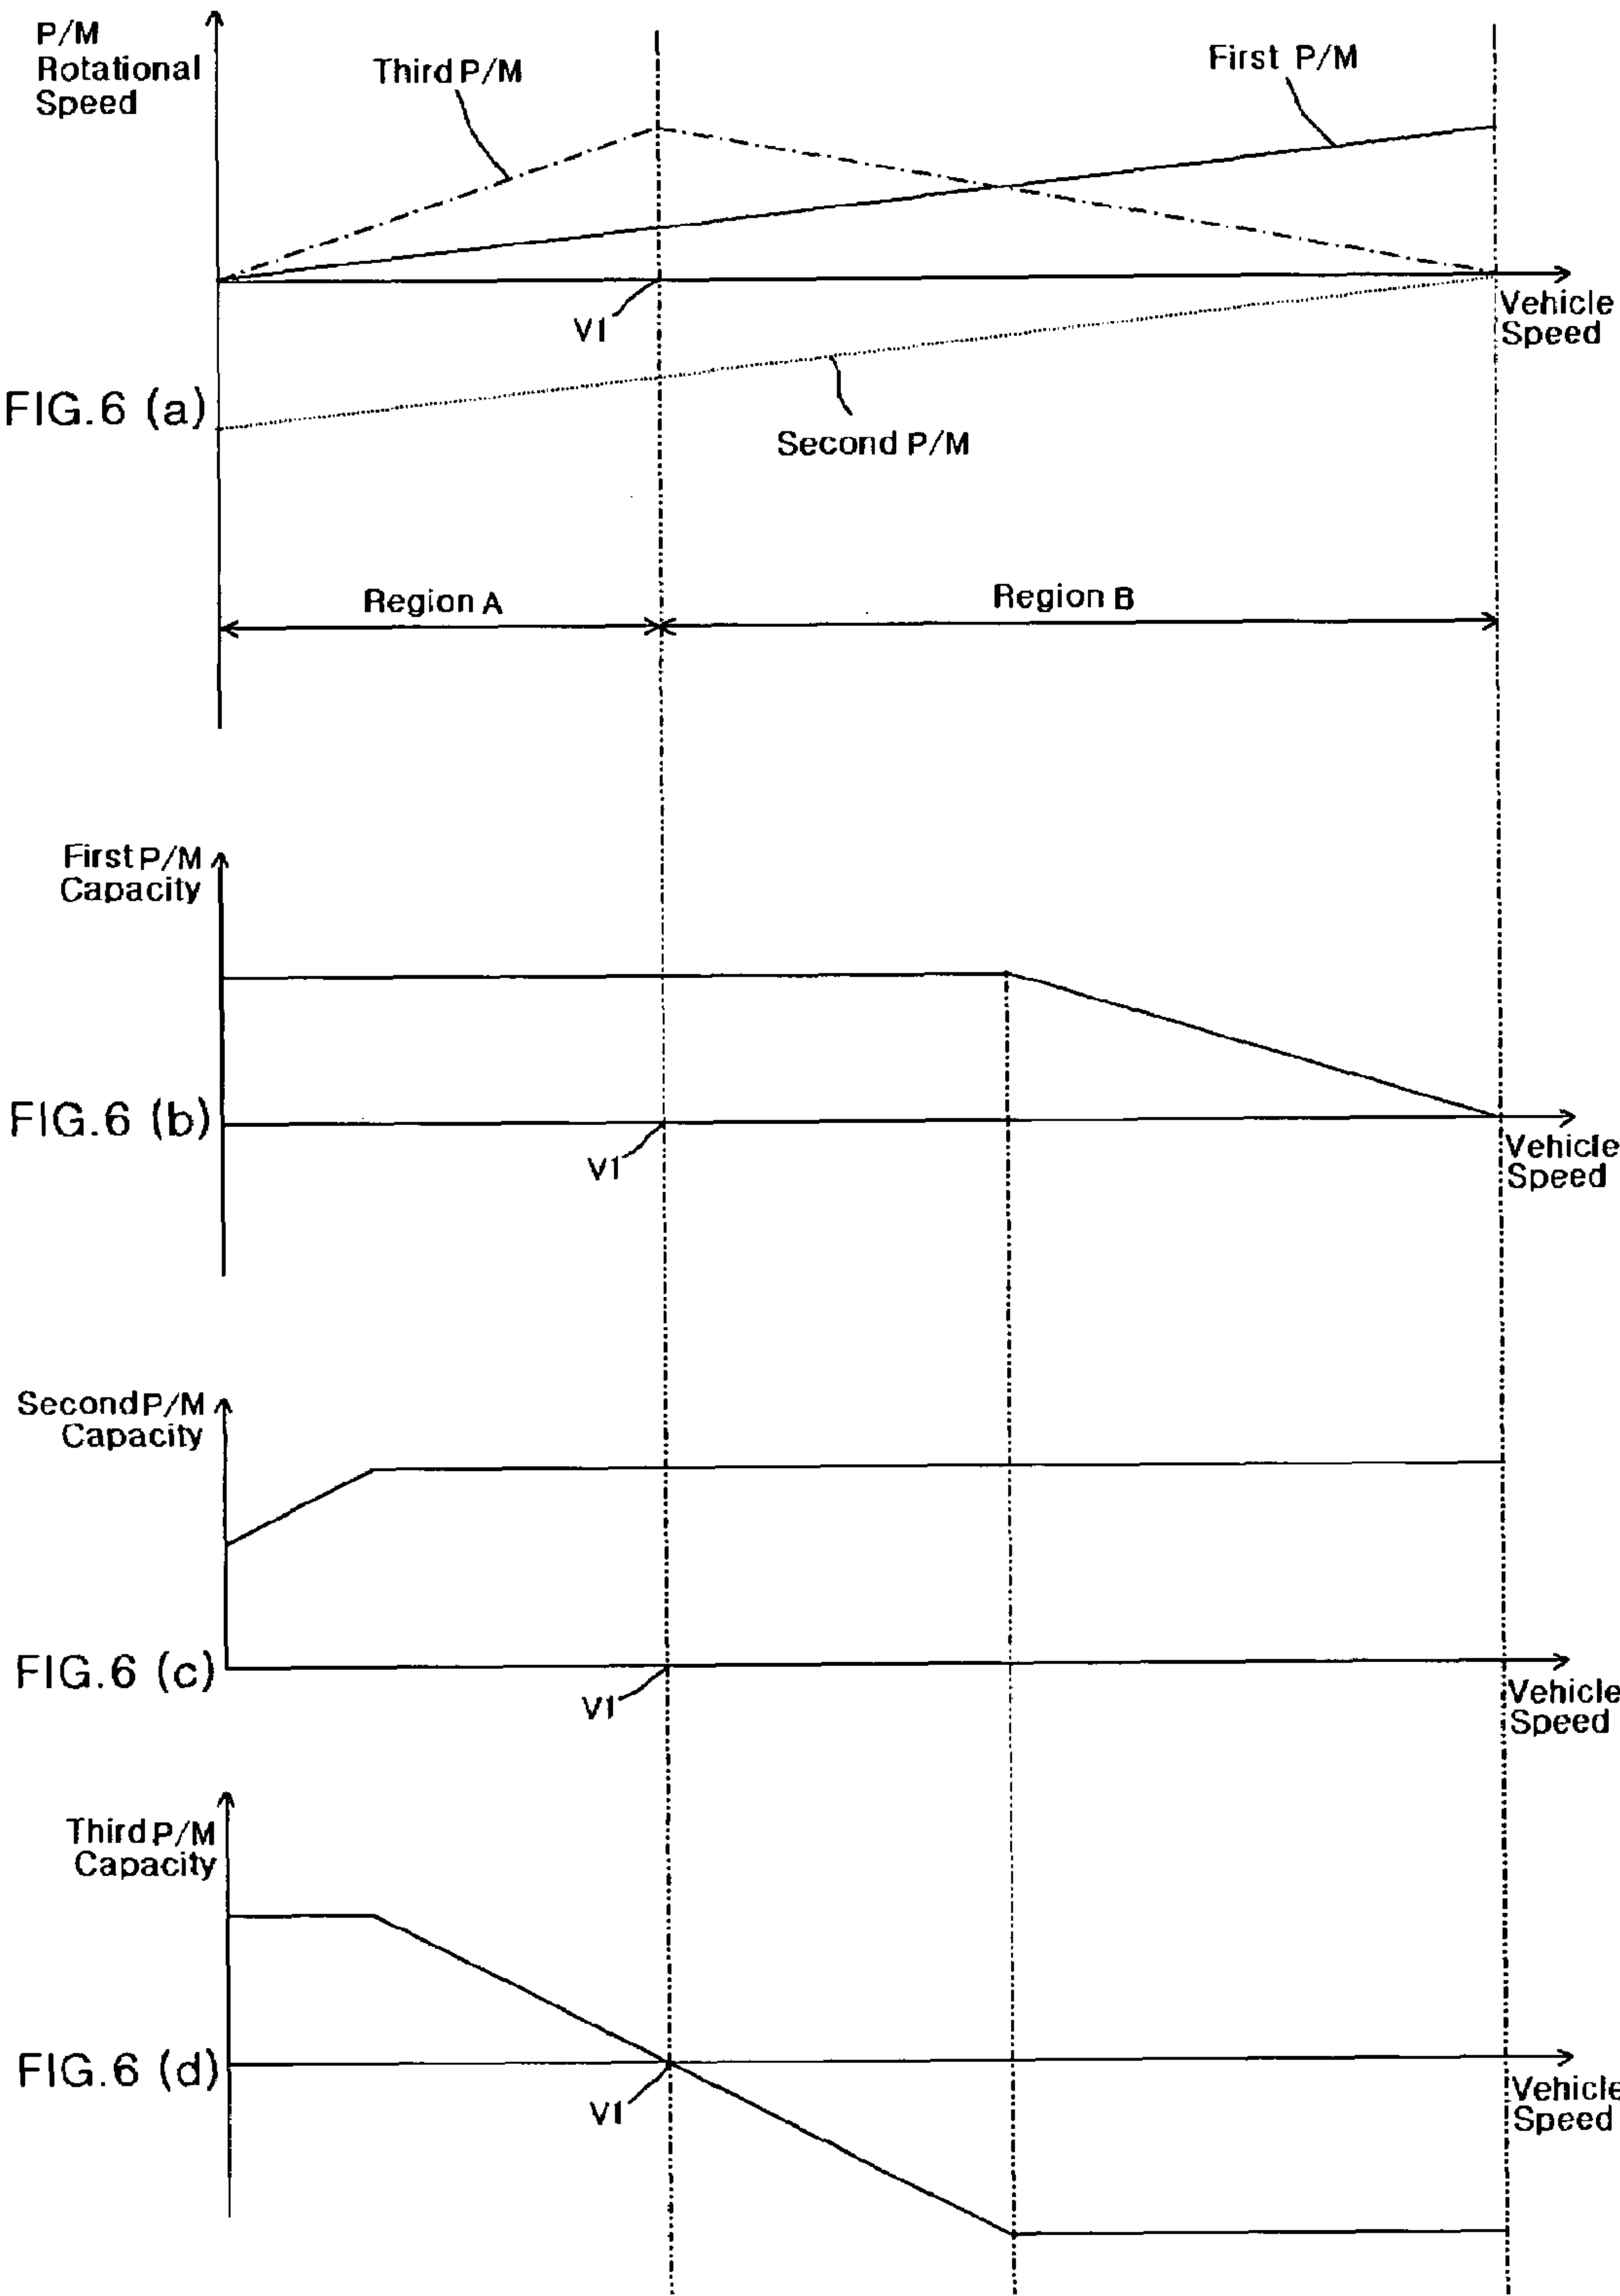 P/M
Rotational
Speed
Third P/M
First P/M
V1
Vehicle
Speed
FIG.6 (a)
Second P/M
Region A
Region B
First P/M
Capacity
FIG.6 (b)
V1
Vehicle
Speed
Second P/M
Capacity
FIG.6 (c)
V1
Vehicle
Speed
Third P/M
Capacity
FIG.6 (d)
V1
Vehicle
Speed